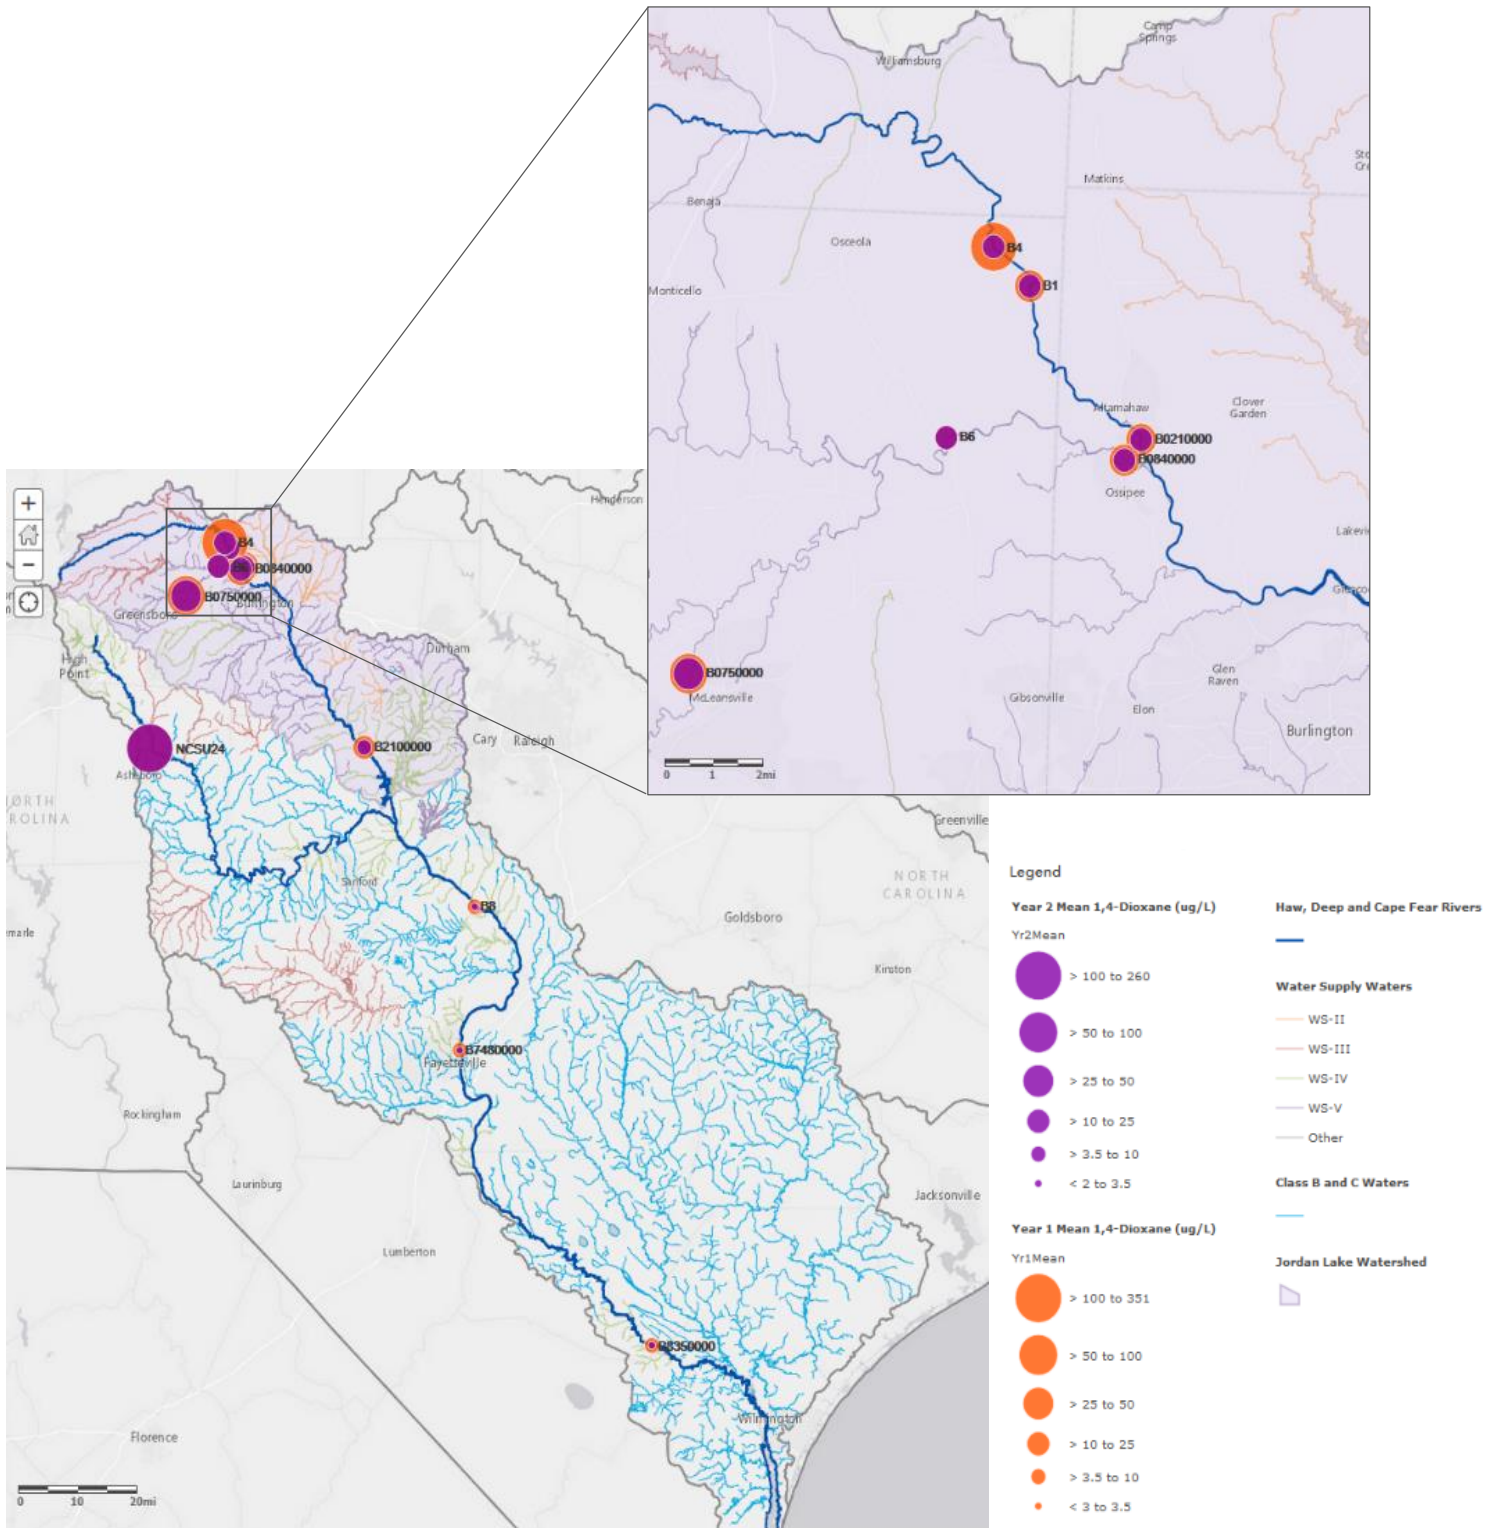 Camp
Springs
Williamsburg
Matkins
Benaja
Osceola
B4
Monticello
B1
Altamahaw
Clover
Garden
B6
B0210000
B0840000
Ossipee
B0750000
McLeansville
Gibsonville
Glen
Raven
Elon
Burlington
0 1 2mi
+
−
Henderson
B4
B0840000
B0750000
Burlington
Greensboro
High
Point
Durham
NCSU24
B2100000
Cary
Raleigh
Asheboro
Greenville
Sanford
B8
NORTH
CAROLINA
Goldsboro
Kinston
B7480000
Fayetteville
Rockingham
Laurinburg
Jacksonville
Lumberton
B8350000
Wilmington
Florence
0 10 20mi
Legend
Year 2 Mean 1,4-Dioxane (ug/L)
Yr2Mean
> 100 to 260
> 50 to 100
> 25 to 50
> 10 to 25
> 3.5 to 10
< 2 to 3.5
Year 1 Mean 1,4-Dioxane (ug/L)
Yr1Mean
> 100 to 351
> 50 to 100
> 25 to 50
> 10 to 25
> 3.5 to 10
< 3 to 3.5
Haw, Deep and Cape Fear Rivers
Water Supply Waters
WS-II
WS-III
WS-IV
WS-V
Other
Class B and C Waters
Jordan Lake Watershed